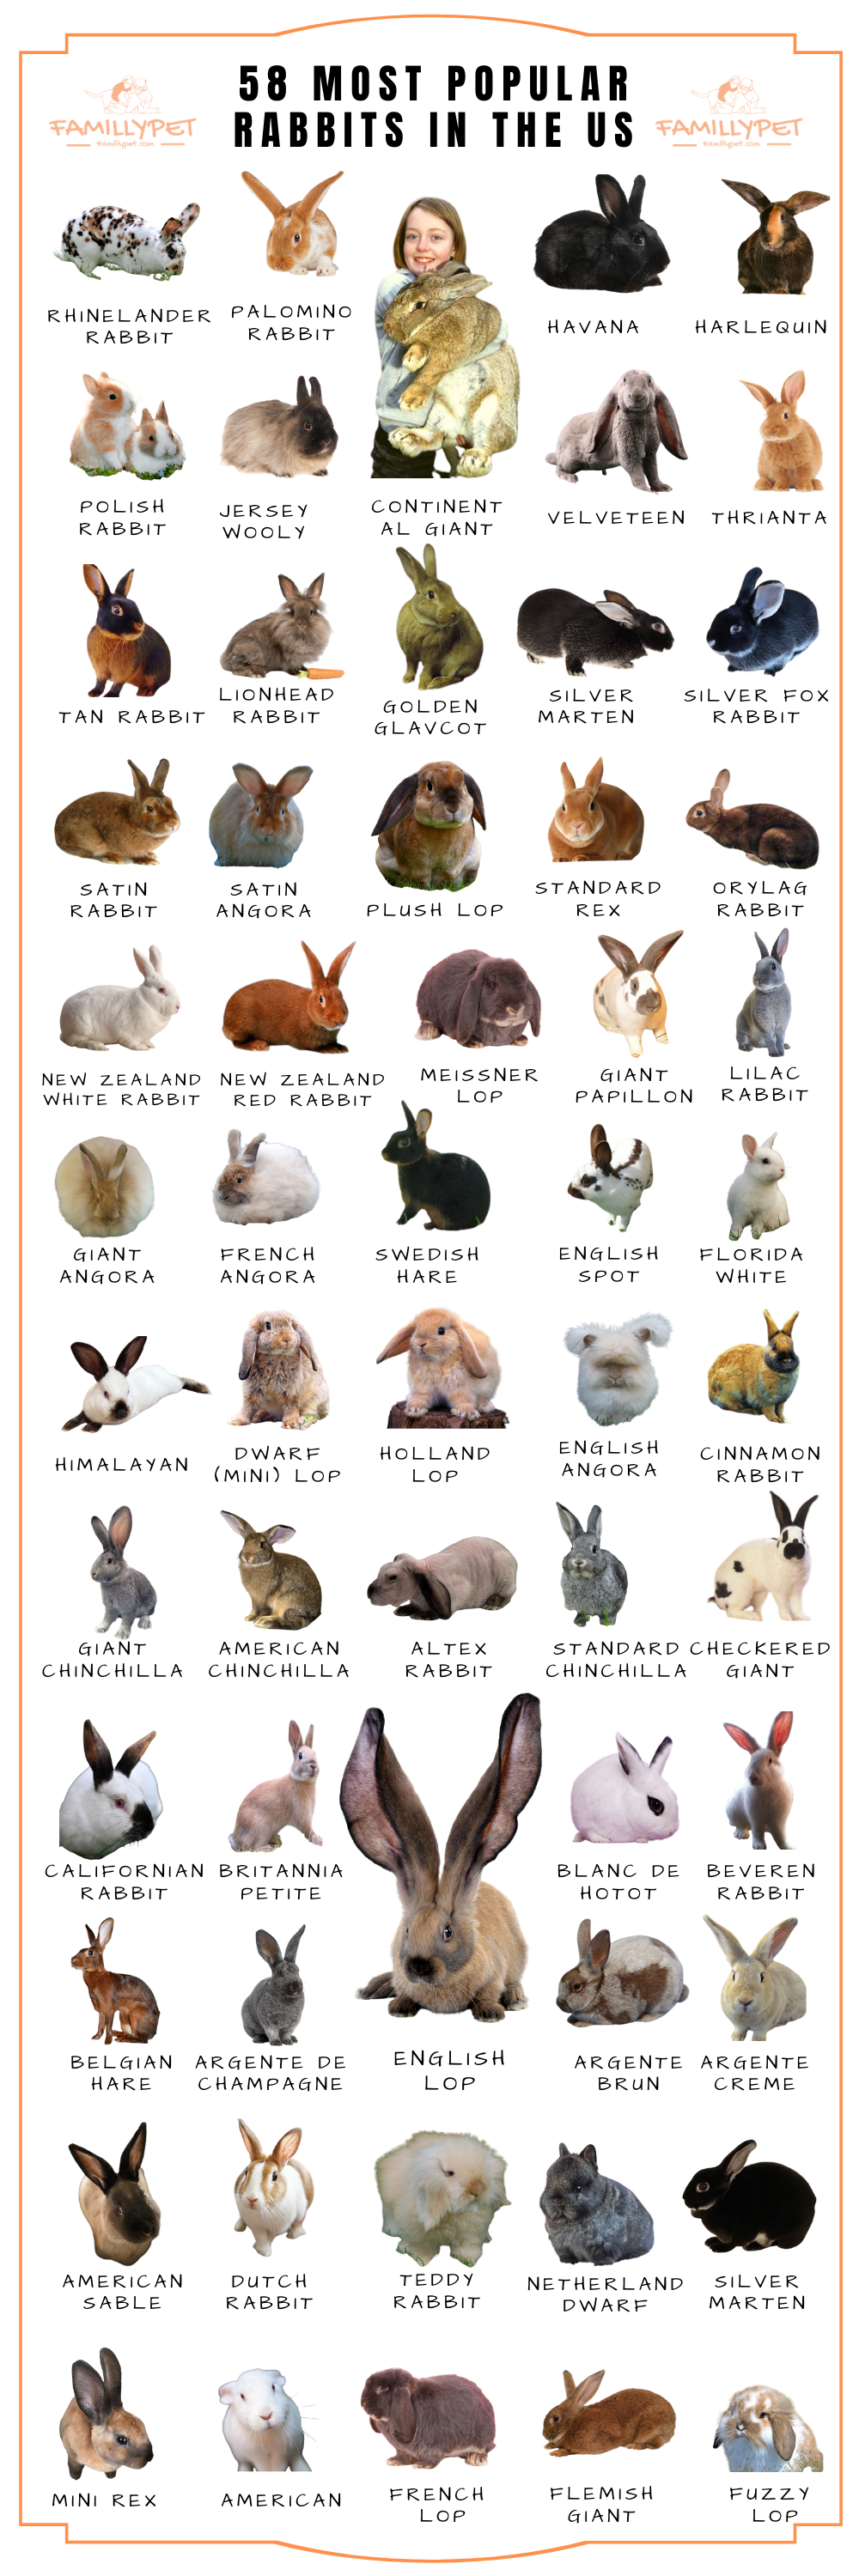 58 MOST POPULAR
RABBITS IN THE US
FAMILLYPET
Familypet.com
FAMILLYPET
Familypet.com
RHINELANDER
RABBIT
PALOMINO
RABBIT
HAVANA
HARLEQUIN
POLISH
RABBIT
JERSEY
WOOLY
CONTINENT
AL GIANT
VELVETEEN
THRIANTA
TAN RABBIT
LIONHEAD
RABBIT
GOLDEN
GLAVCOT
SILVER
MARTEN
SILVER FOX
RABBIT
SATIN
RABBIT
SATIN
ANGORA
PLUSH LOP
STANDARD
REX
ORYLAG
RABBIT
NEW ZEALAND
WHITE RABBIT
NEW ZEALAND
RED RABBIT
MEISSNER
LOP
GIANT
PAPILLON
LILAC
RABBIT
GIANT
ANGORA
FRENCH
ANGORA
SWEDISH
HARE
ENGLISH
SPOT
FLORIDA
WHITE
HIMALAYAN
DWARF
(MINI) LOP
HOLLAND
LOP
ENGLISH
ANGORA
CINNAMON
RABBIT
GIANT
CHINCHILLA
AMERICAN
CHINCHILLA
ALTEX
RABBIT
STANDARD
CHINCHILLA
CHECKERED
GIANT
CALIFORNIAN
RABBIT
BRITANNIA
PETITE
BLANC DE
HOTOT
BEVEREN
RABBIT
BELGIAN
HARE
ARGENTE DE
CHAMPAGNE
ENGLISH
LOP
ARGENTE
BRUN
ARGENTE
CREME
AMERICAN
SABLE
DUTCH
RABBIT
TEDDY
RABBIT
NETHERLAND
DWARF
SILVER
MARTEN
MINI REX
AMERICAN
FRENCH
LOP
FLEMISH
GIANT
FUZZY
LOP